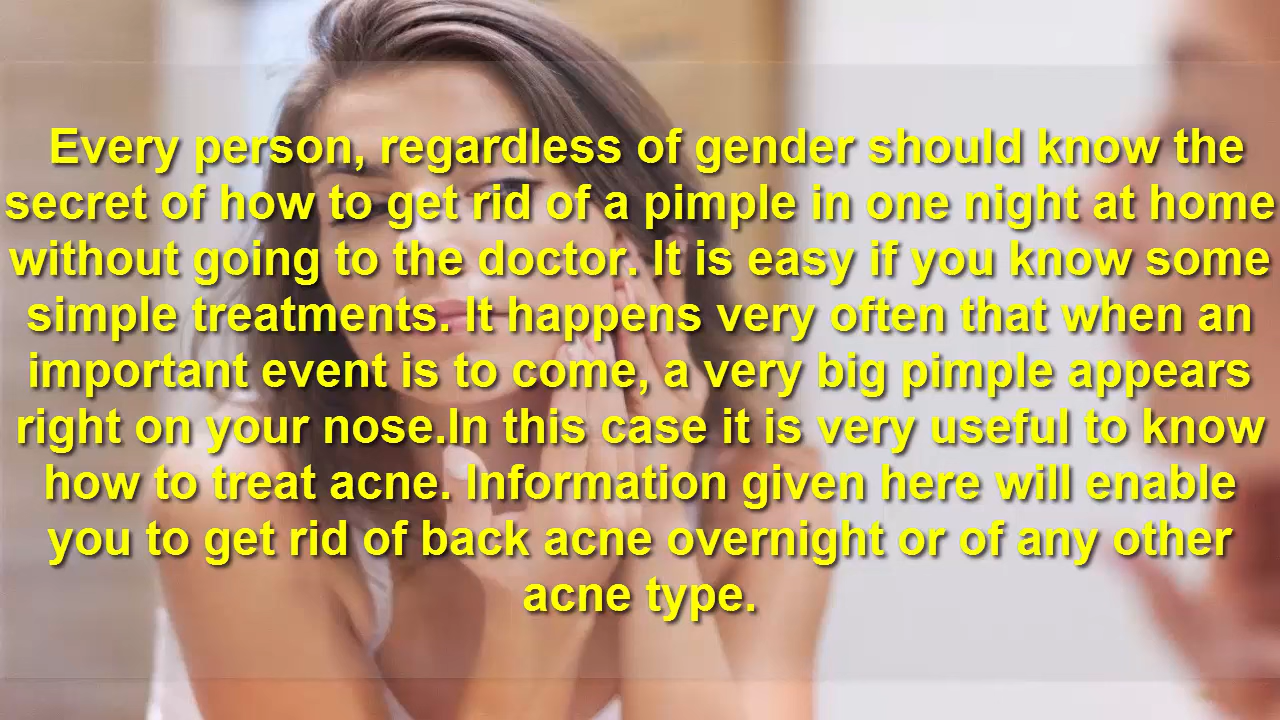 Every person, regardless of gender should know the
secret of how to get rid of a pimple in one night at home
without going to the doctor. It is easy if you know some
simple treatments. It happens very often that when an
important event is to come, a very big pimple appears
right on your nose.In this case it is very useful to know
how to treat acne. Information given here will enable
you to get rid of back acne overnight or of any other
acne type.